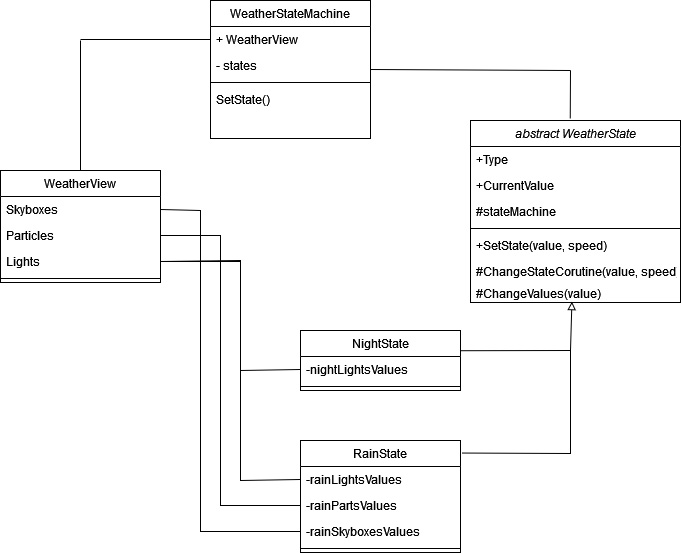 WeatherStateMachine
+ WeatherView
- states
SetState()
abstract WeatherState
+Type
+CurrentValue
#stateMachine
+SetState(value, speed)
#ChangeStateCorutine(value, speed
#ChangeValues(value)
WeatherView
Skyboxes
Particles
Lights
NightState
-nightLightsValues
RainState
-rainLightsValues
-rainPartsValues
-rainSkyboxesValues